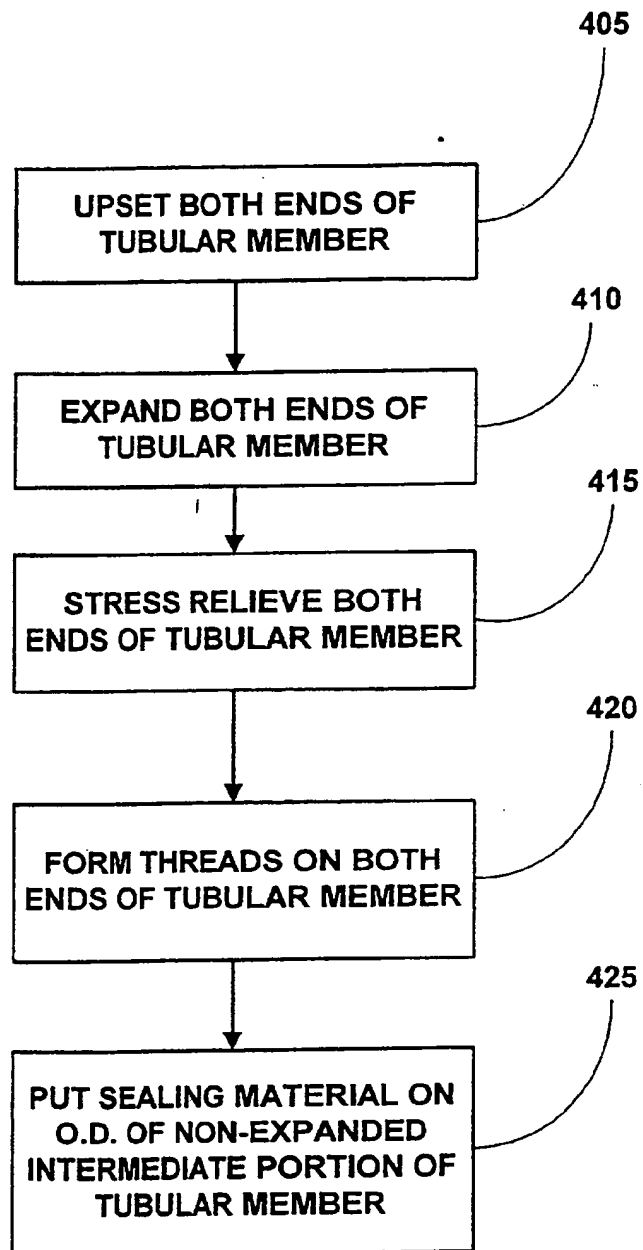 405
UPSET BOTH ENDS OF
TUBULAR MEMBER
410
EXPAND BOTH ENDS OF
TUBULAR MEMBER
415
STRESS RELIEVE BOTH
ENDS OF TUBULAR MEMBER
420
FORM THREADS ON BOTH
ENDS OF TUBULAR MEMBER
425
PUT SEALING MATERIAL ON
O.D. OF NON-EXPANDED
INTERMEDIATE PORTION OF
TUBULAR MEMBER